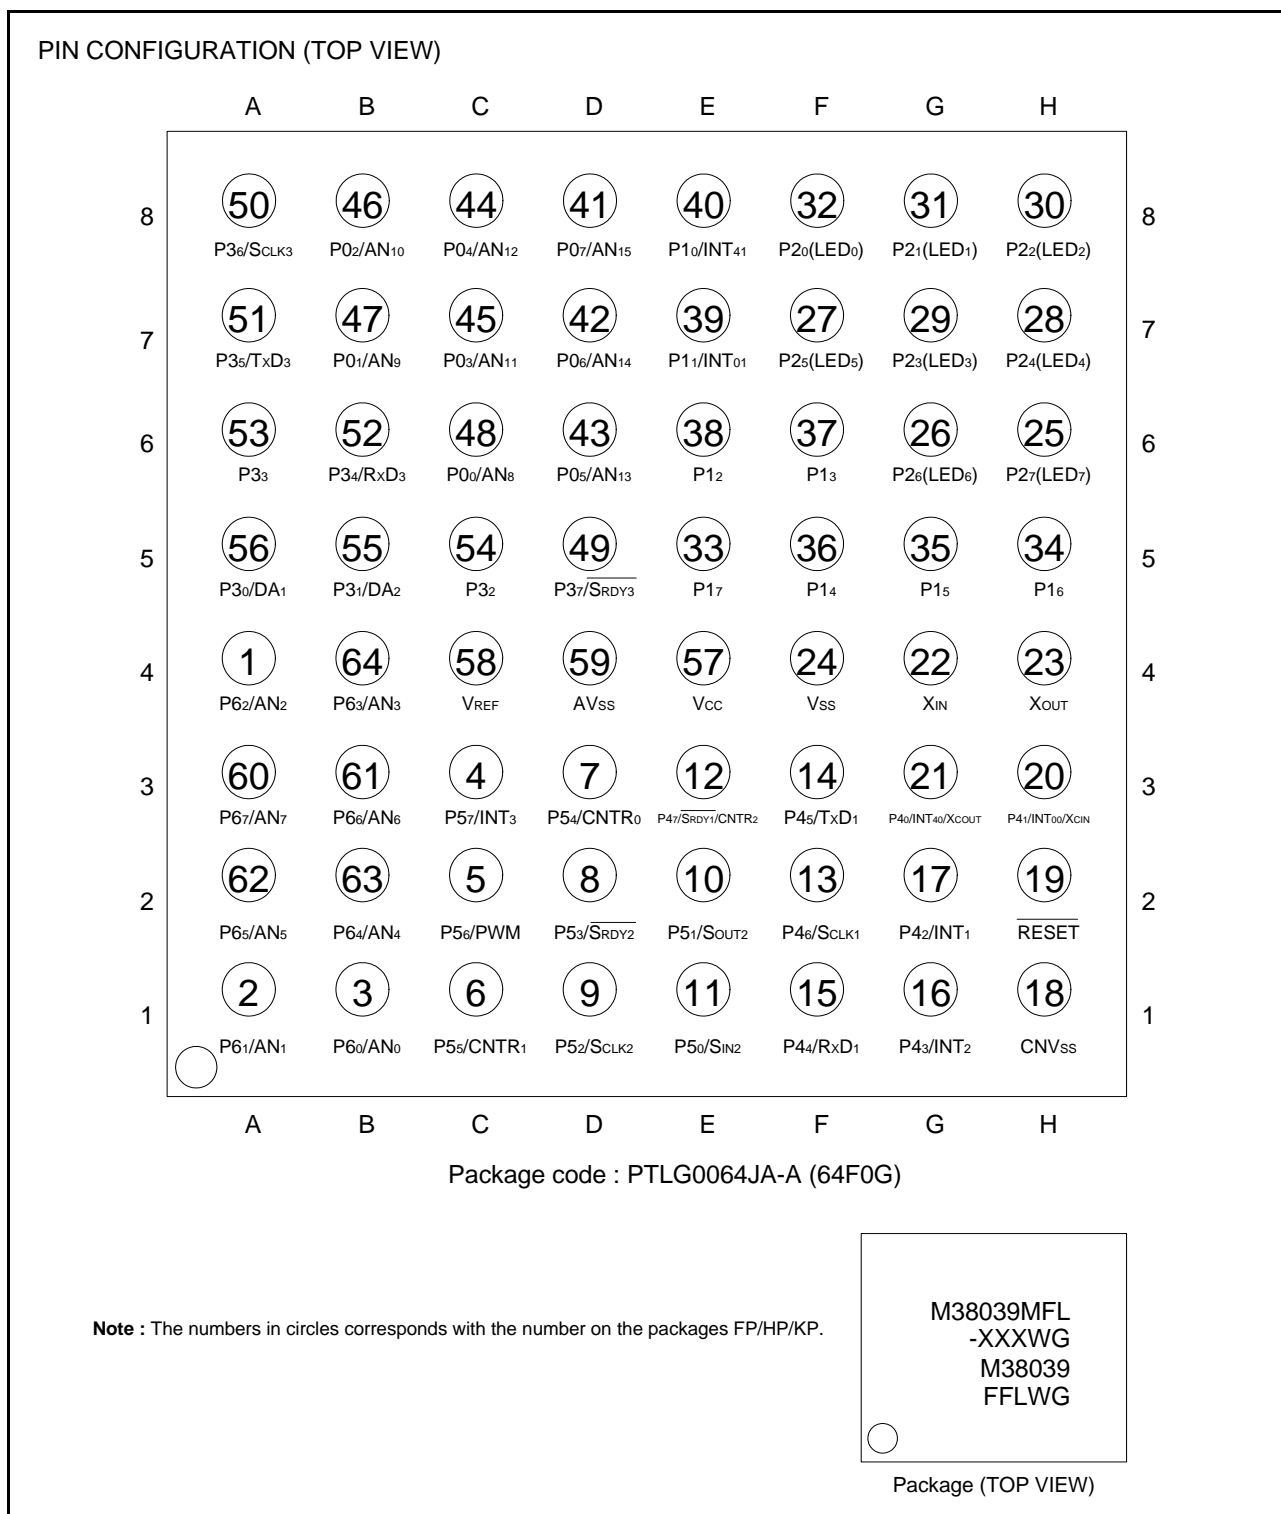 PIN CONFIGURATION (TOP VIEW)
A B C D E F G H
8 50 46 44 41 40 32 31 30 8
P36/SCLK3 P02/AN10 P04/AN12 P07/AN15 P10/INT41 P20(LED0) P21(LED1) P22(LED2)
7 51 47 45 42 39 27 29 28 7
P35/TXD3 P01/AN9 P03/AN11 P06/AN14 P11/INT01 P25(LED5) P23(LED3) P24(LED4)
6 53 52 48 43 38 37 26 25 6
P33 P34/RXD3 P00/AN8 P05/AN13 P12 P13 P26(LED6) P27(LED7)
5 56 55 54 49 33 36 35 34 5
P30/DA1 P31/DA2 P32 P37/SRDY3 P17 P14 P15 P16
4 1 64 58 59 57 24 22 23 4
P62/AN2 P63/AN3 VREF AVSS VCC VSS XIN XOUT
3 60 61 4 7 12 14 21 20 3
P67/AN7 P66/AN6 P57/INT3 P54/CNTR0 P47/SRDY1/CNTR2 P45/TXD1 P40/INT40/XCOUT P41/INT00/XCIN
2 62 63 5 8 10 13 17 19 2
P65/AN5 P64/AN4 P56/PWM P53/SRDY2 P51/SOUT2 P46/SCLK1 P42/INT1 RESET
1 2 3 6 9 11 15 16 18 1
P61/AN1 P60/AN0 P55/CNTR1 P52/SCLK2 P50/SIN2 P44/RXD1 P43/INT2 CNVSS
A B C D E F G H
Package code : PTLG0064JA-A (64F0G)
Note : The numbers in circles corresponds with the number on the packages FP/HP/KP.
M38039MFL
-XXXWG
M38039
FFLWG
Package (TOP VIEW)